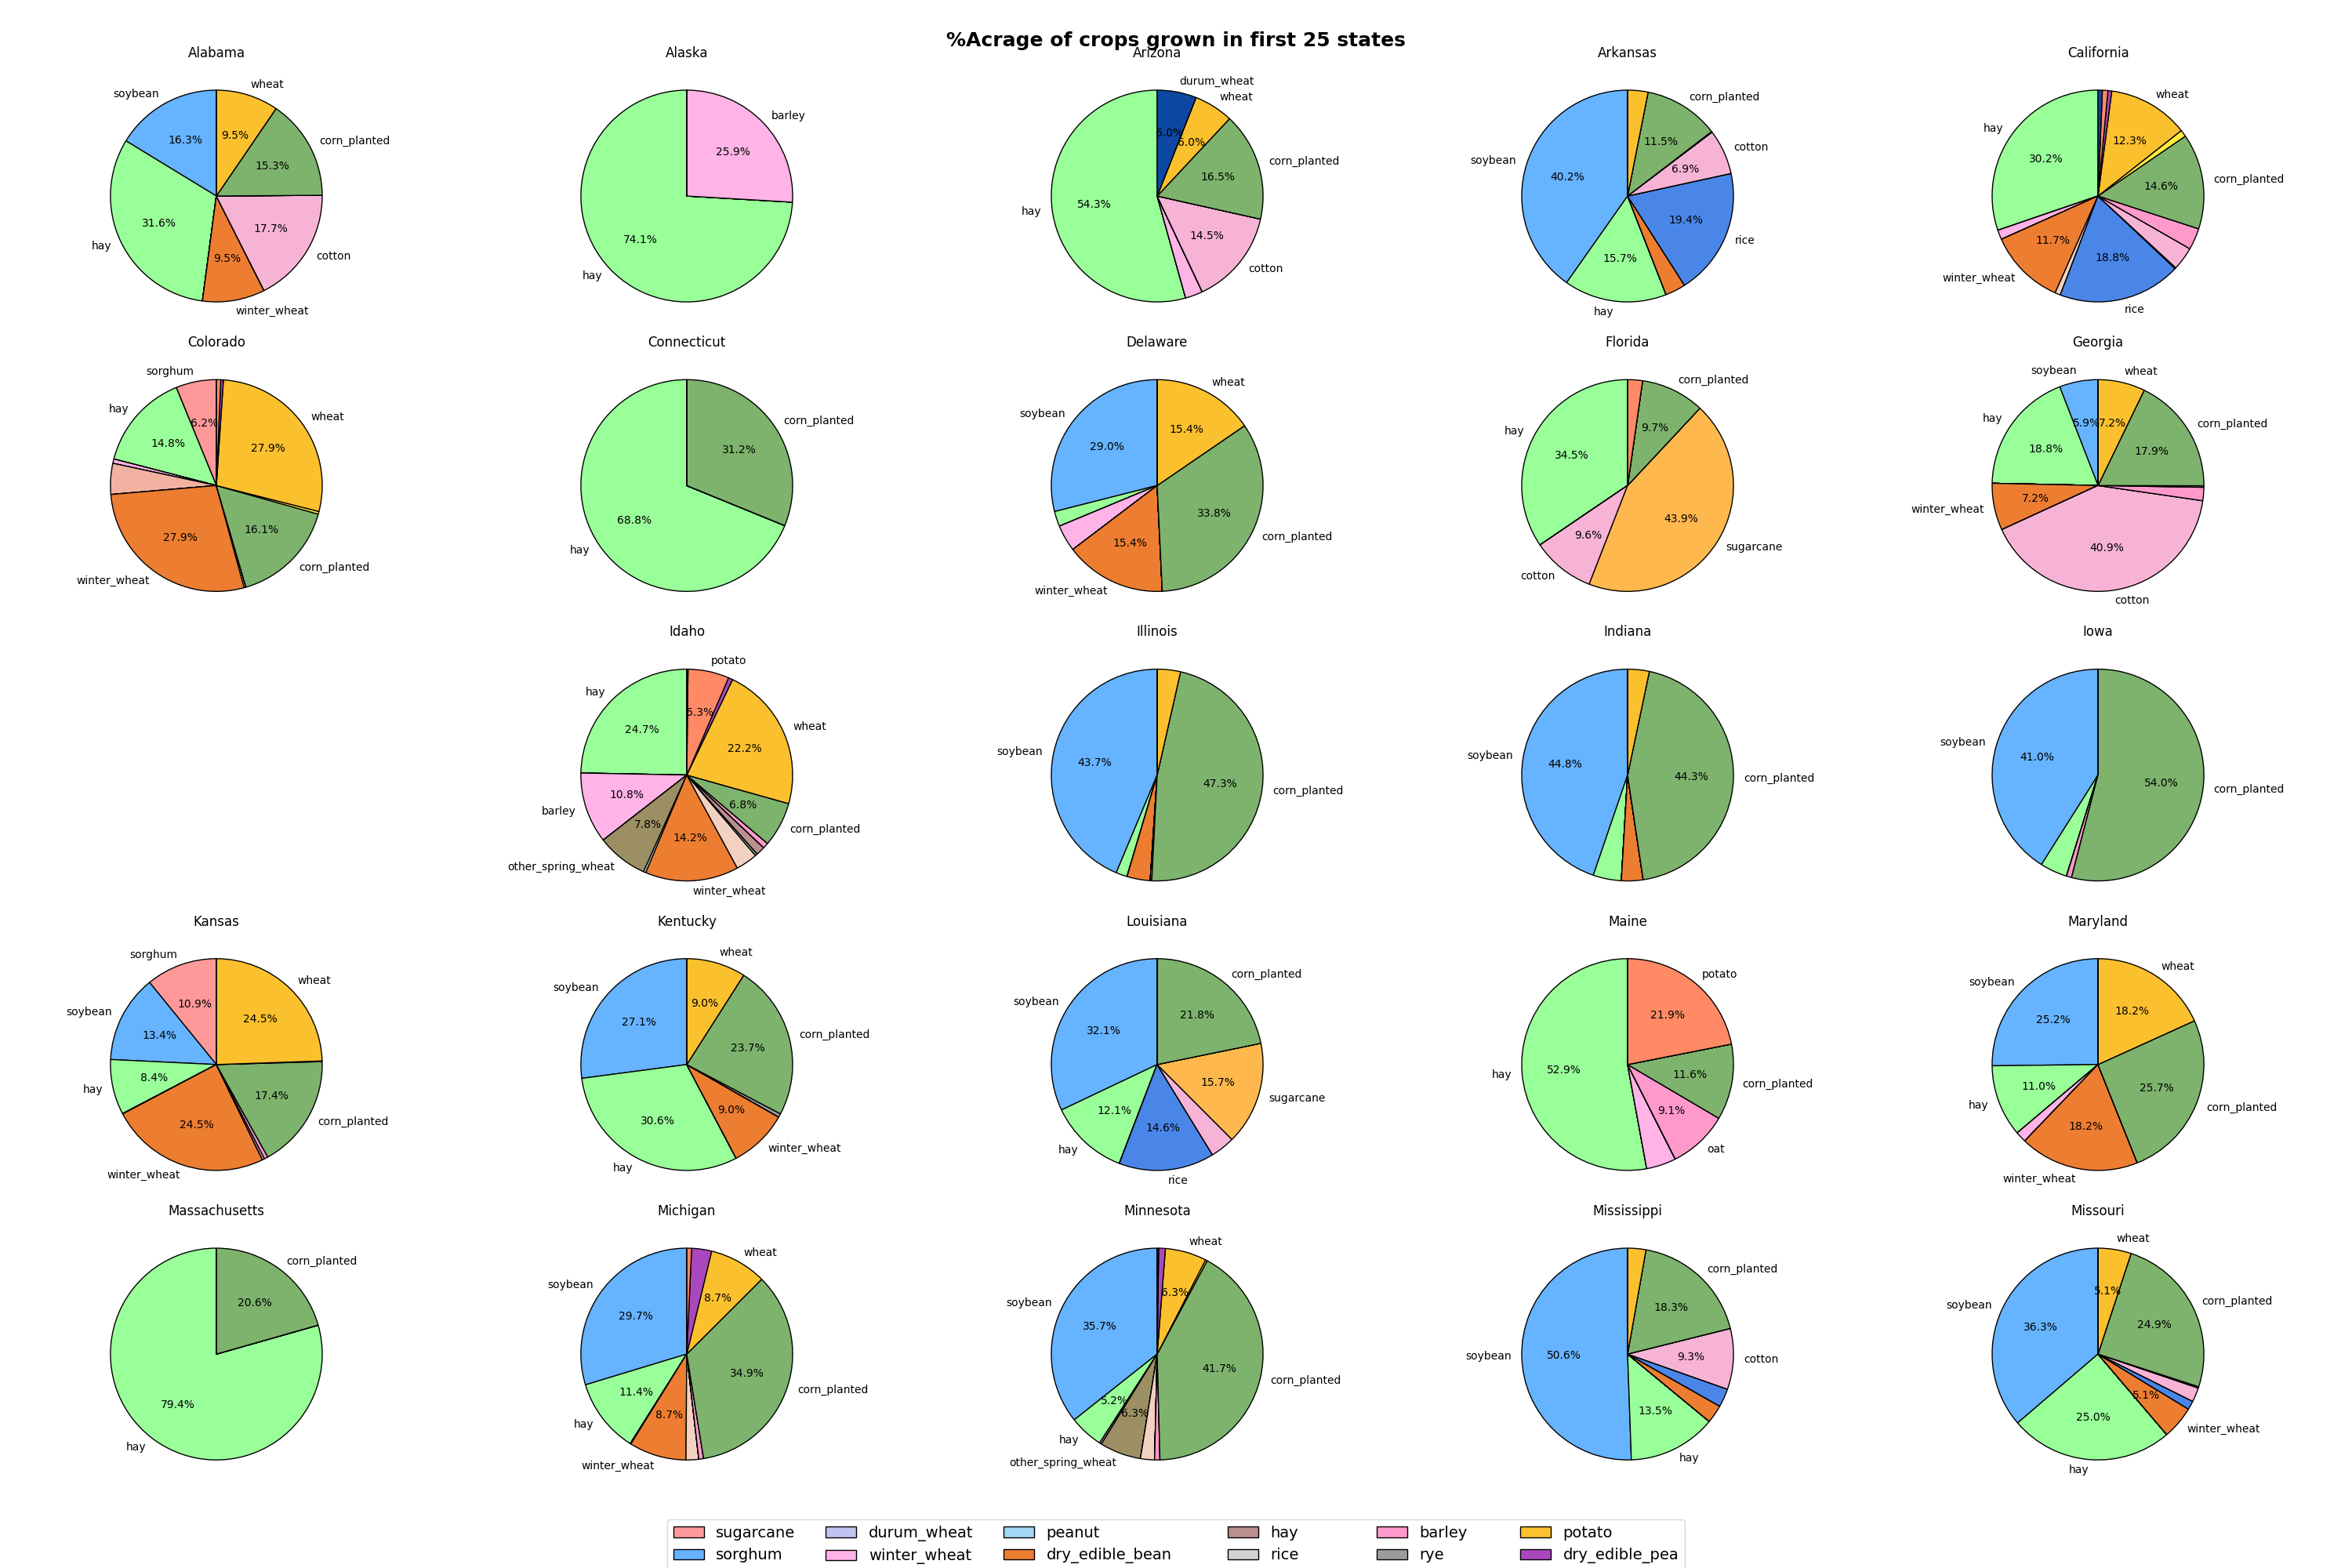 %Acrage of crops grown in first 25 states
Alabama
wheat
soybean
9.5%
16.3%
corn_planted
15.3%
31.6%
17.7%
hay
9.5%
cotton
winter_wheat
Alaska
barley
25.9%
74.1%
hay
Arizona
durum_wheat
wheat
6.0%
6.0%
corn_planted
16.5%
54.3%
hay
14.5%
cotton
Arkansas
corn_planted
11.5%
cotton
soybean
6.9%
40.2%
19.4%
rice
15.7%
hay
California
wheat
hay
12.3%
30.2%
corn_planted
14.6%
11.7%
18.8%
winter_wheat
rice
Colorado
sorghum
hay
6.2%
wheat
14.8%
27.9%
16.1%
27.9%
corn_planted
winter_wheat
Connecticut
corn_planted
31.2%
68.8%
hay
Delaware
wheat
soybean
15.4%
29.0%
33.8%
corn_planted
15.4%
winter_wheat
Florida
corn_planted
hay
9.7%
34.5%
43.9%
9.6%
sugarcane
cotton
Georgia
soybean
wheat
hay
5.9%
7.2%
corn_planted
18.8%
17.9%
7.2%
winter_wheat
40.9%
cotton
Idaho
potato
hay
6.3%
wheat
24.7%
22.2%
10.8%
6.8%
barley
7.8%
corn_planted
14.2%
other_spring_wheat
winter_wheat
Illinois
soybean
43.7%
47.3%
corn_planted
Indiana
soybean
44.8%
44.3%
corn_planted
Iowa
soybean
41.0%
54.0%
corn_planted
Kansas
sorghum
wheat
10.9%
soybean
24.5%
13.4%
8.4%
hay
17.4%
24.5%
corn_planted
winter_wheat
Kentucky
wheat
soybean
9.0%
27.1%
corn_planted
23.7%
30.6%
9.0%
winter_wheat
hay
Louisiana
corn_planted
soybean
21.8%
32.1%
15.7%
sugarcane
12.1%
14.6%
hay
rice
Maine
potato
21.9%
52.9%
hay
11.6%
corn_planted
9.1%
oat
Maryland
wheat
soybean
18.2%
25.2%
11.0%
25.7%
hay
corn_planted
18.2%
winter_wheat
Massachusetts
corn_planted
20.6%
79.4%
hay
Michigan
wheat
soybean
8.7%
29.7%
34.9%
11.4%
corn_planted
8.7%
hay
winter_wheat
Minnesota
wheat
soybean
6.3%
35.7%
41.7%
corn_planted
5.2%
6.3%
hay
other_spring_wheat
Mississippi
corn_planted
18.3%
soybean
50.6%
9.3%
cotton
13.5%
hay
Missouri
wheat
5.1%
soybean
corn_planted
36.3%
24.9%
5.1%
25.0%
winter_wheat
hay
sugarcane durum_wheat peanut hay barley potato
sorghum winter_wheat dry_edible_bean rice rye dry_edible_pea